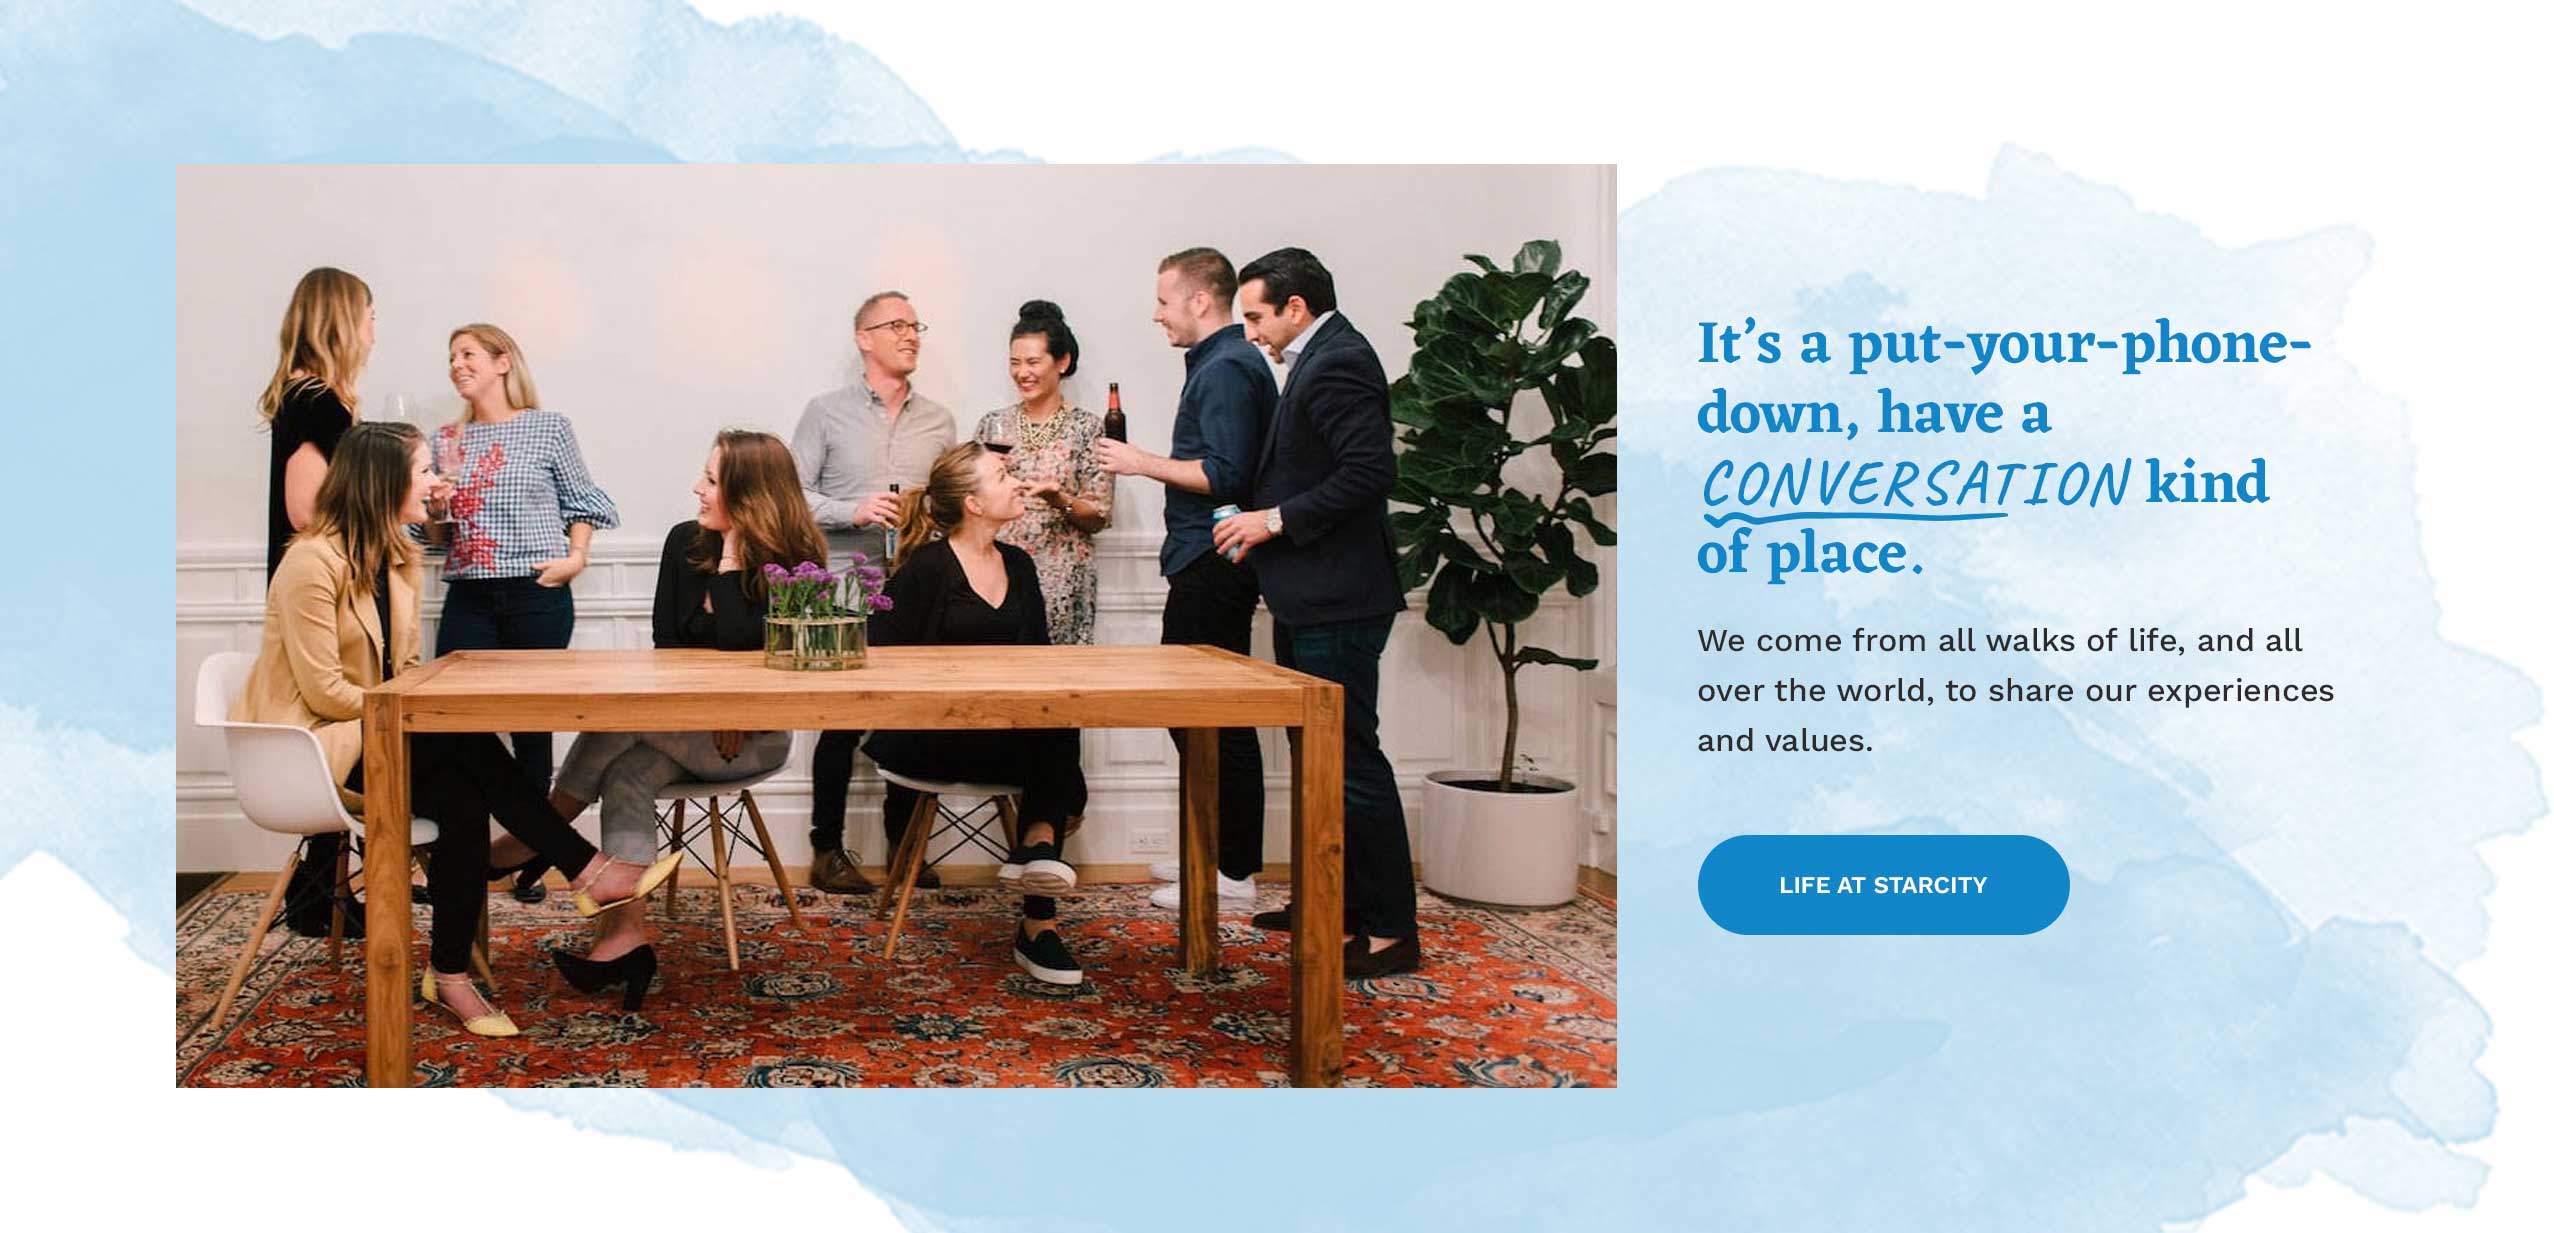 It’s a put-your-phone-
down, have a
CONVERSATION kind
of place.
We come from all walks of life, and all
over the world, to share our experiences
and values.
LIFE AT STARCITY